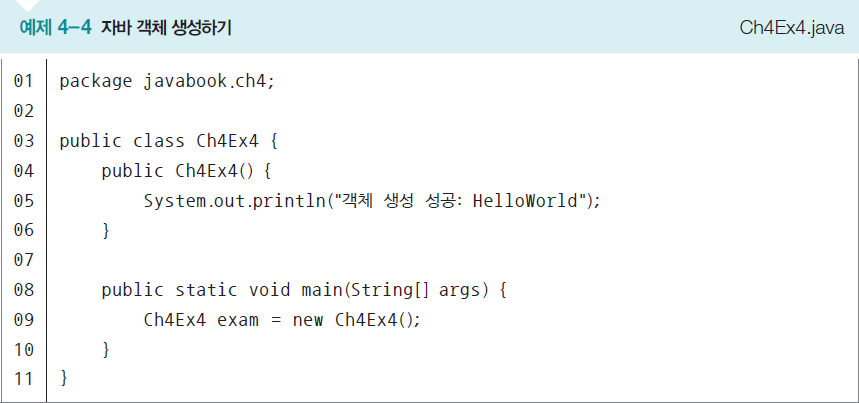 예제 4-4 자바 객체 생성하기 Ch4Ex4.java
01 package javabook.ch4;
02
03 public class Ch4Ex4 {
04     public Ch4Ex4() {
05         System.out.println("객체 생성 성공: HelloWorld");
06     }
07
08     public static void main(String[] args) {
09         Ch4Ex4 exam = new Ch4Ex4();
10     }
11 }